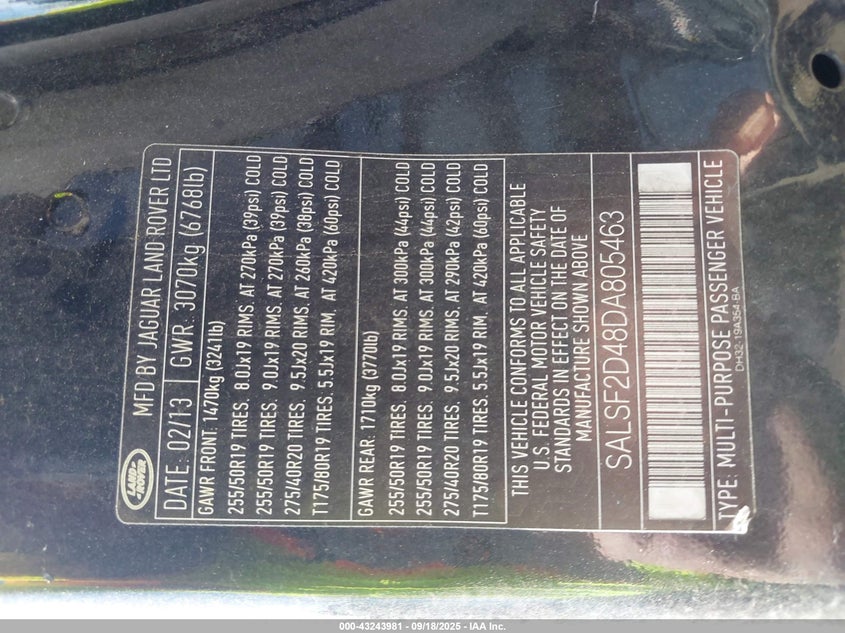 LAND ROVER
MFD BY JAGUAR LAND ROVER LTD
DATE. 02/13 GWR. 3070kg (6768lb)
GAWR FRONT. 1470kg (3241lb)
255/50R19 TIRES. 8.0Jx19 RIMS. AT 270kPa (39psi) COLD
255/50R19 TIRES. 9.0Jx19 RIMS. AT 270kPa (39psi) COLD
275/40R20 TIRES. 9.5Jx20 RIMS. AT 260kPa (38psi) COLD
T175/80R19 TIRES. 5.5Jx19 RIM. AT 420kPa (60psi) COLD
GAWR REAR. 1710kg (3770lb)
255/50R19 TIRES. 8.0Jx19 RIMS. AT 300kPa (44psi) COLD
255/50R19 TIRES. 9.0Jx19 RIMS. AT 300kPa (44psi) COLD
275/40R20 TIRES. 9.5Jx20 RIMS. AT 290kPa (42psi) COLD
T175/80R19 TIRES. 5.5Jx19 RIM. AT 420kPa (60psi) COLD
THIS VEHICLE CONFORMS TO ALL APPLICABLE
U.S. FEDERAL MOTOR VEHICLE SAFETY
STANDARDS IN EFFECT ON THE DATE OF
MANUFACTURE SHOWN ABOVE
SALSF2D48DA805463
TYPE: MULTI-PURPOSE PASSENGER VEHICLE
DH32-19A364-BA
000-43243981 - 09/18/2025 - IAA Inc.